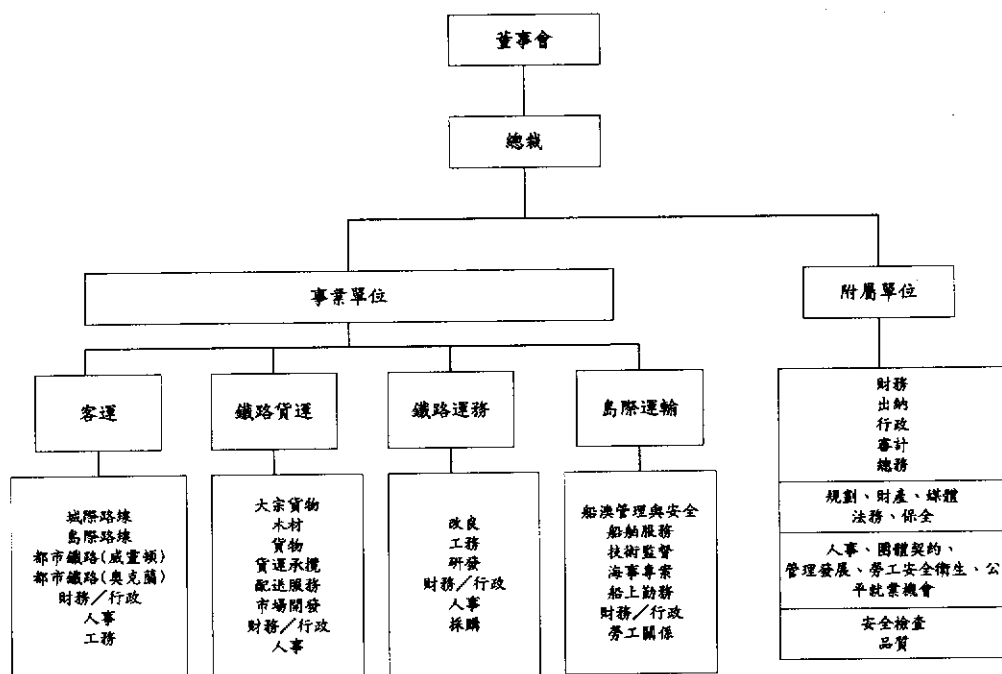 董事會
總裁
事業單位
附屬單位
客運
鐵路貨運
鐵路運務
島際運輸
城際路線
島際路線
都市鐵路(威靈頓)
都市鐵路(奧克蘭)
財務／行政
人事
工務
大宗貨物
木材
貨物
貨運承攬
配送服務
市場開發
財務／行政
人事
改良
工務
研發
財務／行政
人事
採購
船澳管理與安全
船舶服務
技術監督
海事專案
船上勤務
財務／行政
勞工關係
財務
出納
行政
審計
總務
規劃、財產、媒體
法務、保全
人事、團體契約、
管理發展、勞工安全衛生、公
平就業機會
安全檢查
品質